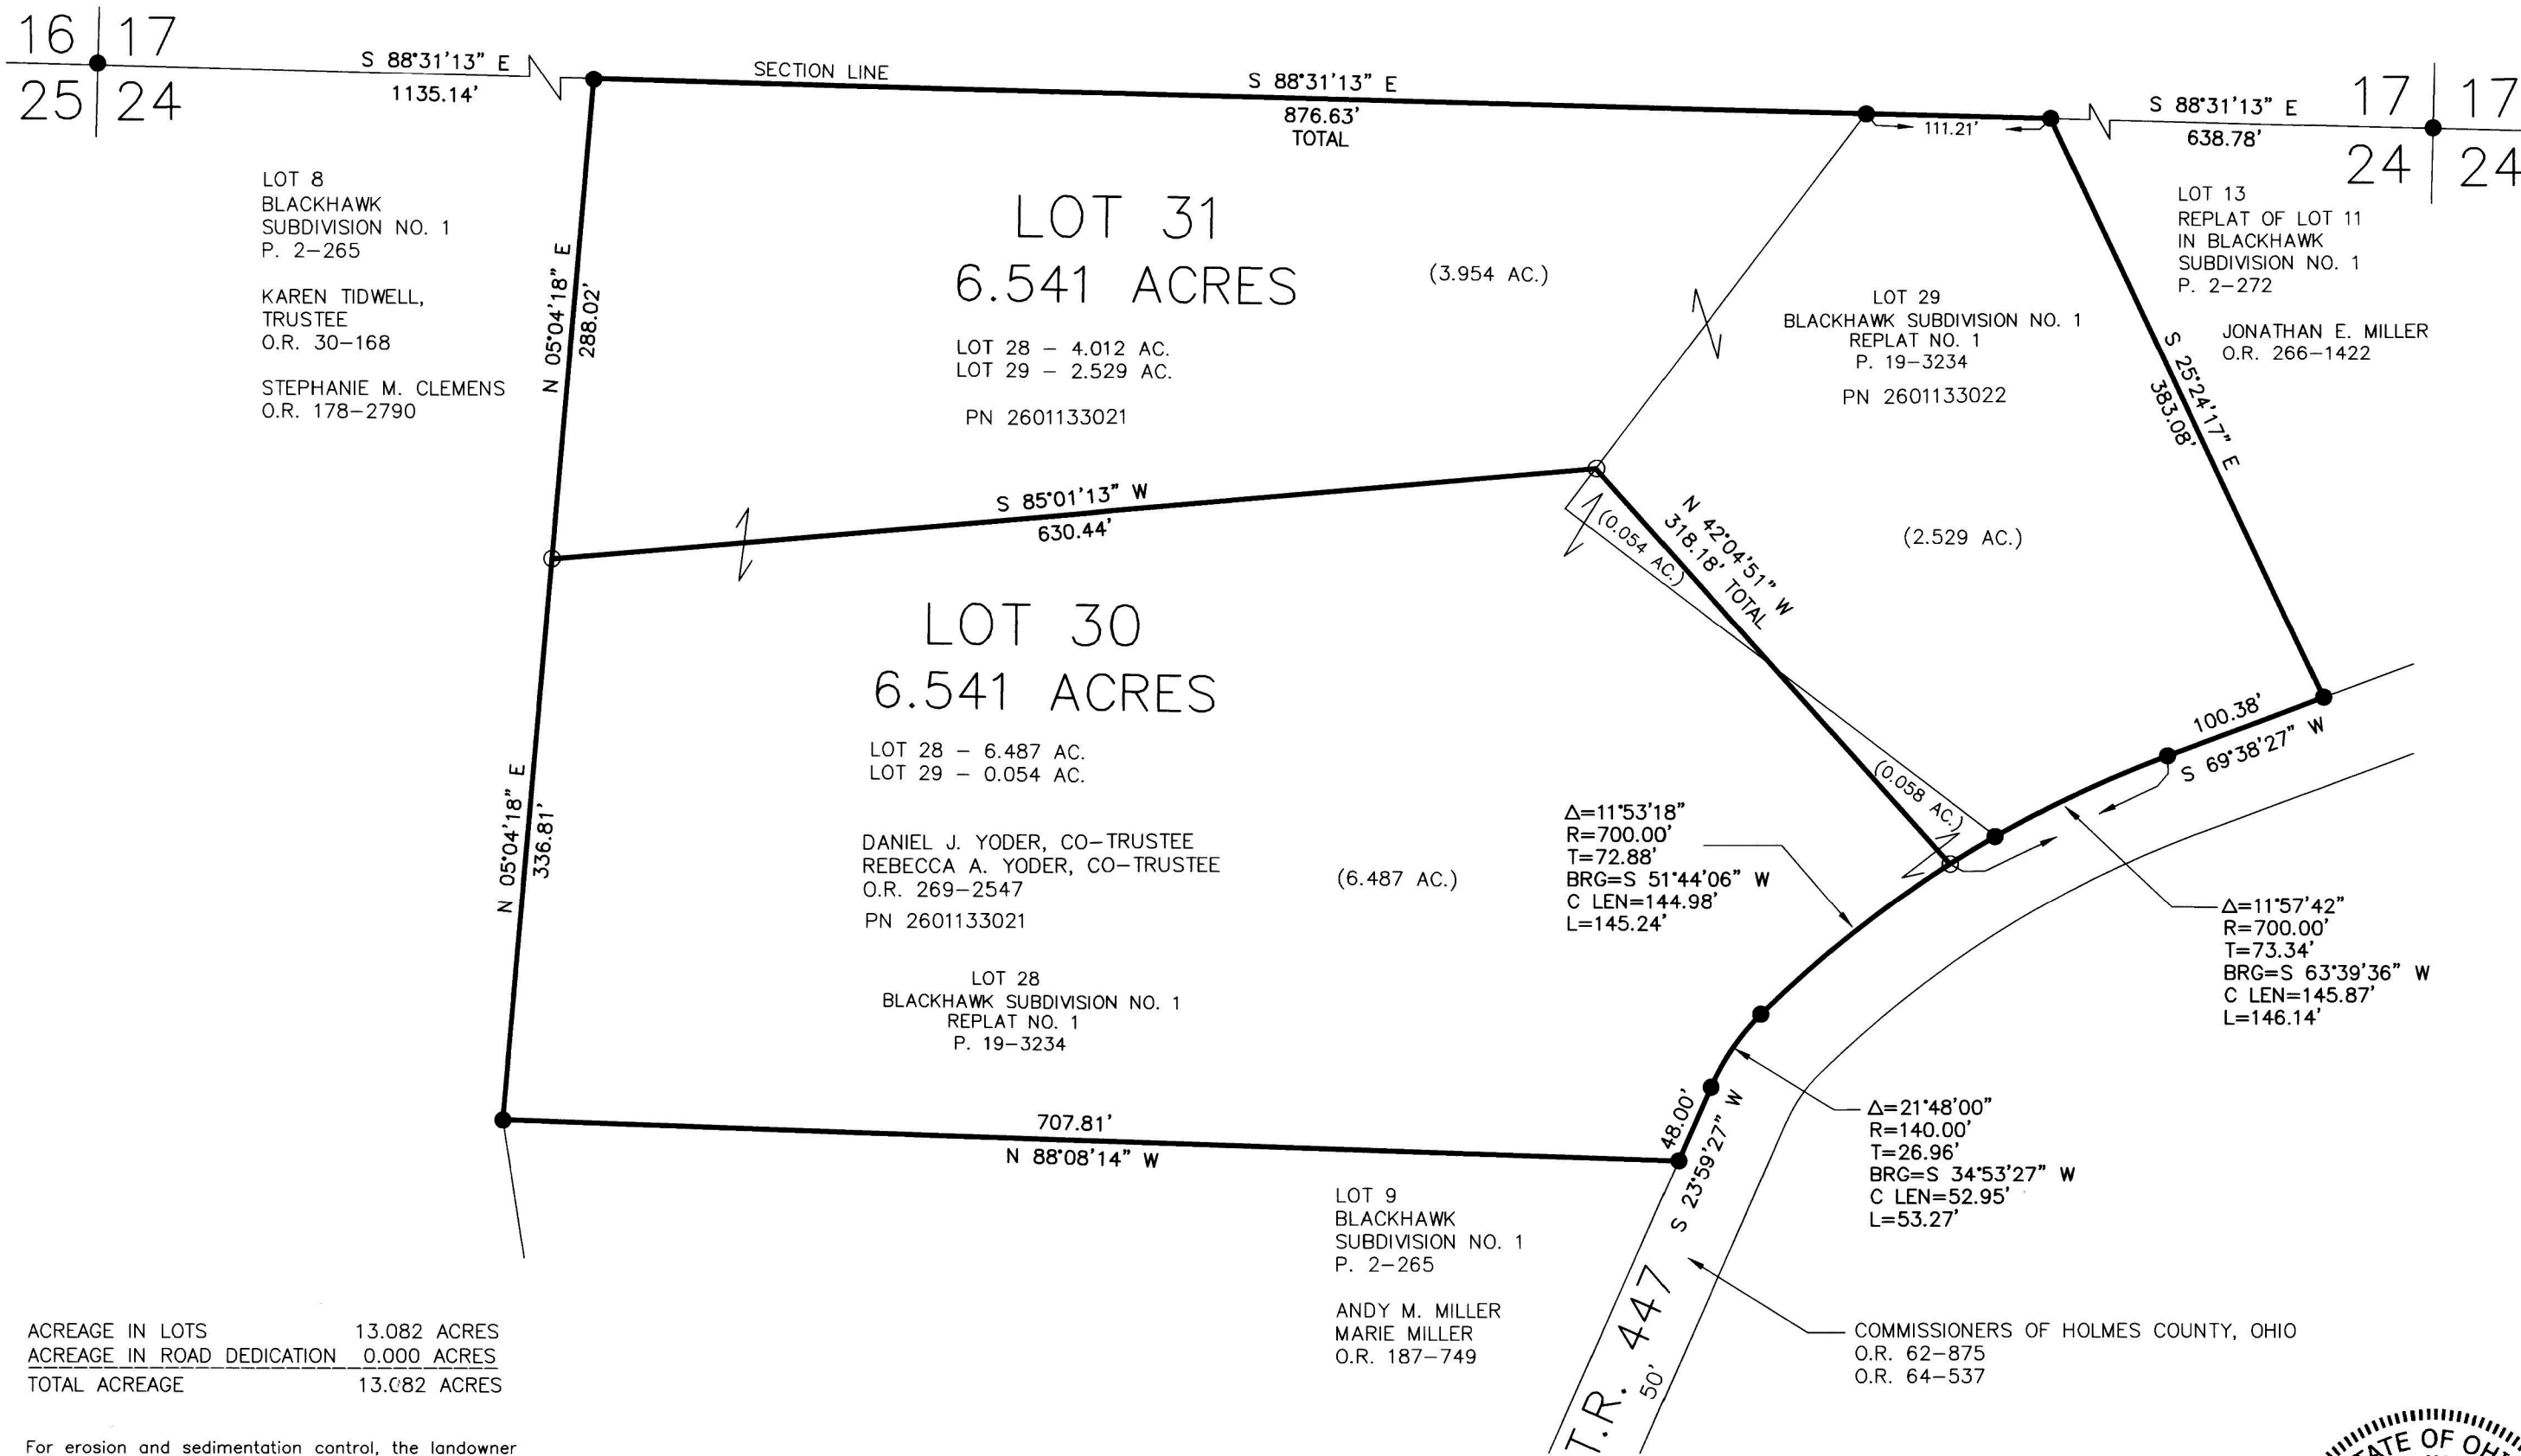 16 17
25 24
S 88°31'13" E
1135.14'
SECTION LINE
S 88°31'13" E
876.63'
TOTAL
111.21'
S 88°31'13" E
638.78'
17 17
24 24
LOT 8
BLACKHAWK
SUBDIVISION NO. 1
P. 2-265
KAREN TIDWELL,
TRUSTEE
O.R. 30-168
STEPHANIE M. CLEMENS
O.R. 178-2790
N 05°04'18" E
288.02'
LOT 31
6.541 ACRES
LOT 28 - 4.012 AC.
LOT 29 - 2.529 AC.
PN 2601133021
(3.954 AC.)
LOT 29
BLACKHAWK SUBDIVISION NO. 1
REPLAT NO. 1
P. 19-3234
PN 2601133022
LOT 13
REPLAT OF LOT 11
IN BLACKHAWK
SUBDIVISION NO. 1
P. 2-272
JONATHAN E. MILLER
O.R. 266-1422
S 25°24'17" E
383.08'
S 85°01'13" W
630.44'
(0.054 AC.)
N 42°04'51" W
318.18' TOTAL
(2.529 AC.)
LOT 30
6.541 ACRES
LOT 28 - 6.487 AC.
LOT 29 - 0.054 AC.
N 05°04'18" E
336.81'
DANIEL J. YODER, CO-TRUSTEE
REBECCA A. YODER, CO-TRUSTEE
O.R. 269-2547
PN 2601133021
(6.487 AC.)
LOT 28
BLACKHAWK SUBDIVISION NO. 1
REPLAT NO. 1
P. 19-3234
(0.058 AC.)
100.38'
S 69°38'27" W
Δ=11°53'18"
R=700.00'
T=72.88'
BRG=S 51°44'06" W
C LEN=144.98'
L=145.24'
Δ=11°57'42"
R=700.00'
T=73.34'
BRG=S 63°39'36" W
C LEN=145.87'
L=146.14'
Δ=21°48'00"
R=140.00'
T=26.96'
BRG=S 34°53'27" W
C LEN=52.95'
L=53.27'
707.81'
N 88°08'14" W
48.00'
S 23°59'27" W
LOT 9
BLACKHAWK
SUBDIVISION NO. 1
P. 2-265
ANDY M. MILLER
MARIE MILLER
O.R. 187-749
T.R. 447
50'
COMMISSIONERS OF HOLMES COUNTY, OHIO
O.R. 62-875
O.R. 64-537
ACREAGE IN LOTS 13.082 ACRES
ACREAGE IN ROAD DEDICATION 0.000 ACRES
TOTAL ACREAGE 13.082 ACRES
For erosion and sedimentation control, the landowner